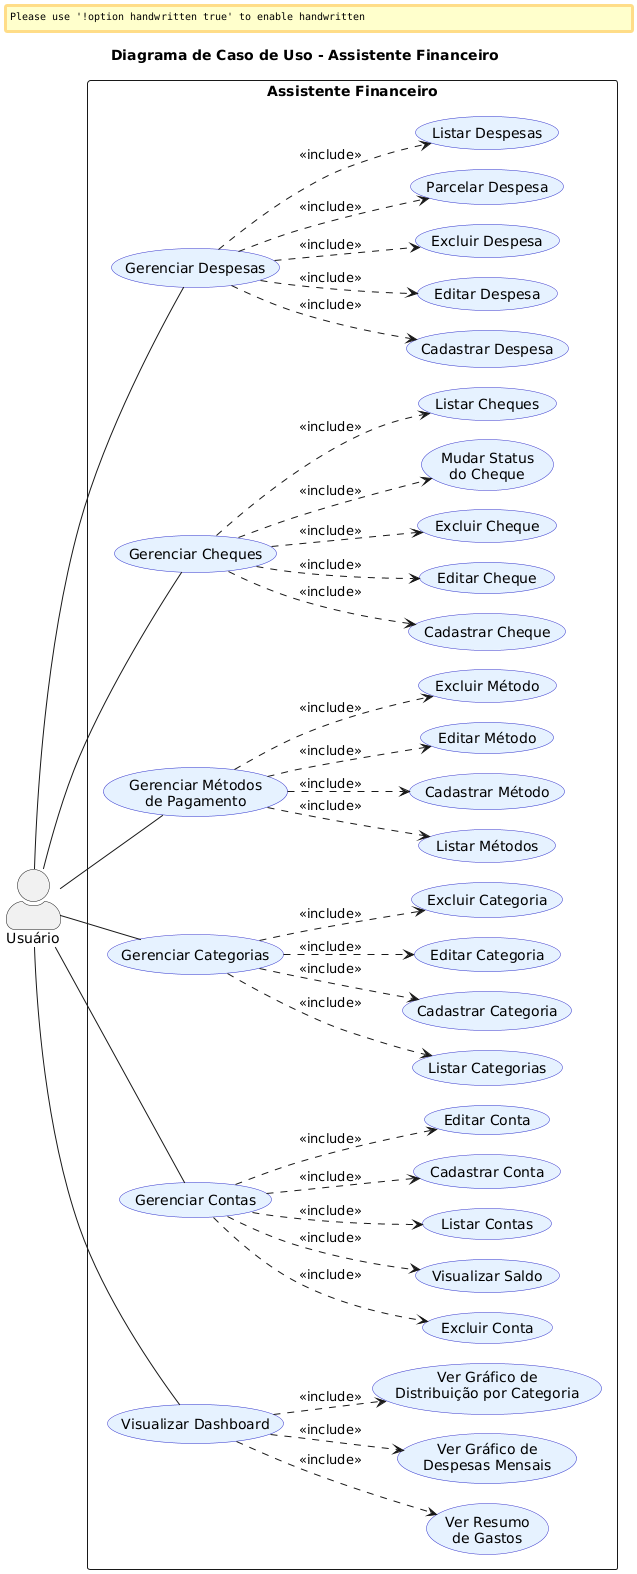 Please use '!option handwritten true' to enable handwritten
Diagrama de Caso de Uso - Assistente Financeiro
Assistente Financeiro
Listar Despesas
«include»
Parcelar Despesa
«include»
Excluir Despesa
«include»
Gerenciar Despesas
«include»
Editar Despesa
«include»
Cadastrar Despesa
Listar Cheques
«include»
Mudar Status
do Cheque
«include»
Excluir Cheque
«include»
Gerenciar Cheques
«include»
Editar Cheque
«include»
Cadastrar Cheque
Excluir Método
«include»
Editar Método
«include»
Gerenciar Métodos
de Pagamento
«include»
Cadastrar Método
«include»
Listar Métodos
Excluir Categoria
«include»
Usuário
Gerenciar Categorias
«include»
Editar Categoria
«include»
Cadastrar Categoria
«include»
Listar Categorias
Editar Conta
«include»
Cadastrar Conta
«include»
Gerenciar Contas
«include»
Listar Contas
«include»
Visualizar Saldo
«include»
Excluir Conta
Ver Gráfico de
Distribuição por Categoria
«include»
Visualizar Dashboard
«include»
Ver Gráfico de
Despesas Mensais
«include»
Ver Resumo
de Gastos